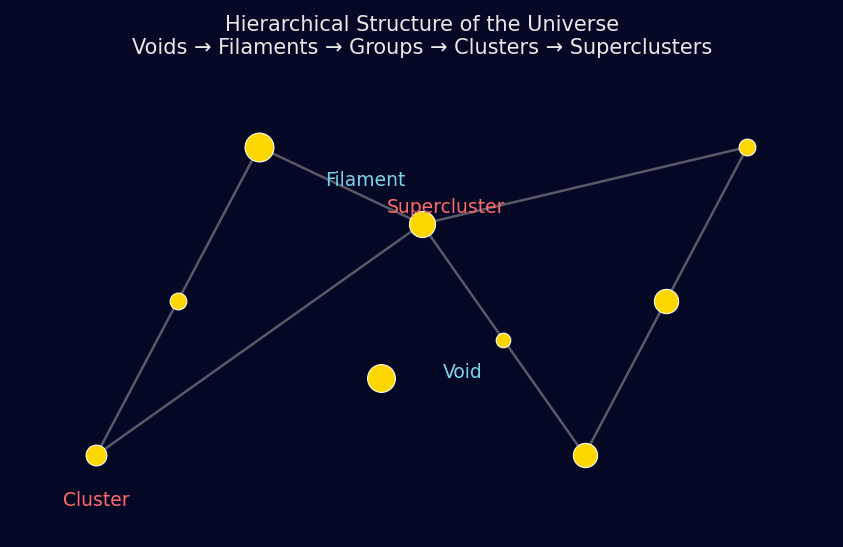 Hierarchical Structure of the Universe
Voids → Filaments → Groups → Clusters → Superclusters
Filament
Supercluster
Void
Cluster